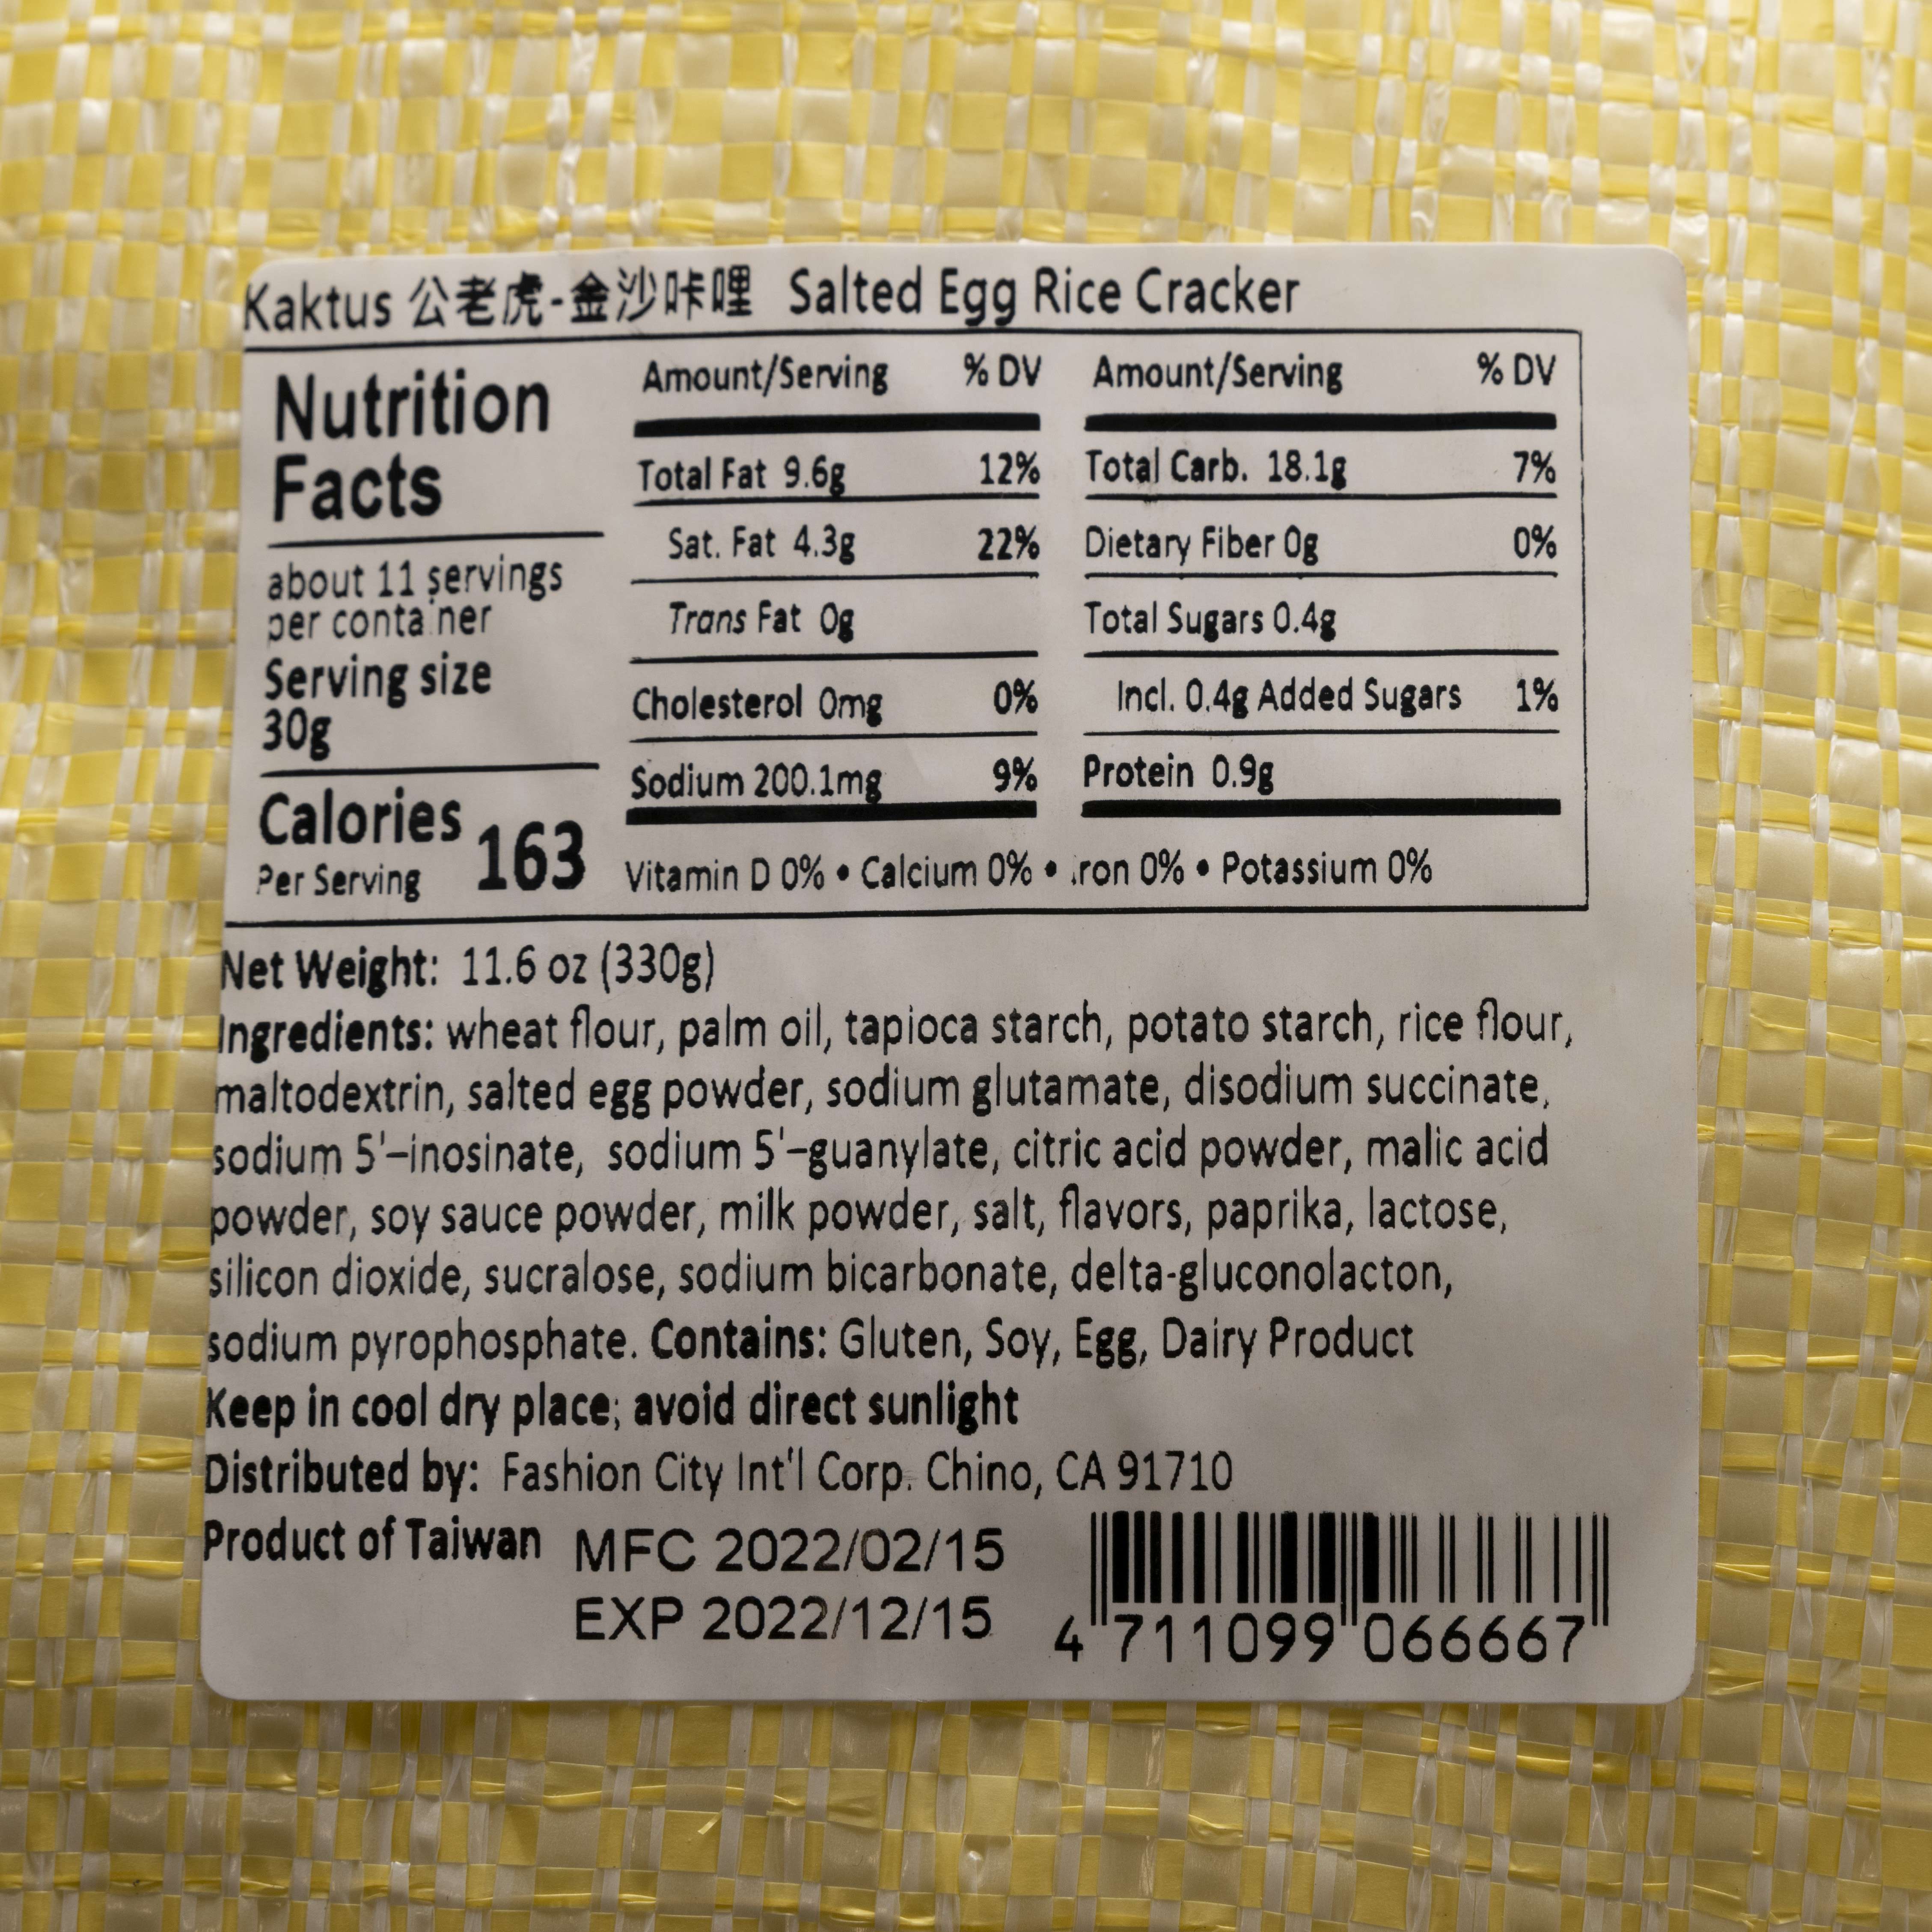 Kaktus 公老虎-金沙咔哩 Salted Egg Rice Cracker
Nutrition
Facts
about 11 servings
per container
Serving size
30g
Calories
Per Serving 163
Amount/Serving % DV
Total Fat 9.6g 12%
Sat. Fat 4.3g 22%
Trans Fat 0g
Cholesterol 0mg 0%
Sodium 200.1mg 9%
Amount/Serving % DV
Total Carb. 18.1g 7%
Dietary Fiber 0g 0%
Total Sugars 0.4g
Incl. 0.4g Added Sugars 1%
Protein 0.9g
Vitamin D 0% • Calcium 0% • Iron 0% • Potassium 0%
Net Weight: 11.6 oz (330g)
Ingredients: wheat flour, palm oil, tapioca starch, potato starch, rice flour,
maltodextrin, salted egg powder, sodium glutamate, disodium succinate,
sodium 5'–inosinate, sodium 5'–guanylate, citric acid powder, malic acid
powder, soy sauce powder, milk powder, salt, flavors, paprika, lactose,
silicon dioxide, sucralose, sodium bicarbonate, delta-gluconolacton,
sodium pyrophosphate. Contains: Gluten, Soy, Egg, Dairy Product
Keep in cool dry place; avoid direct sunlight
Distributed by: Fashion City Int'l Corp. Chino, CA 91710
Product of Taiwan MFC 2022/02/15
EXP 2022/12/15
4 711099 066667